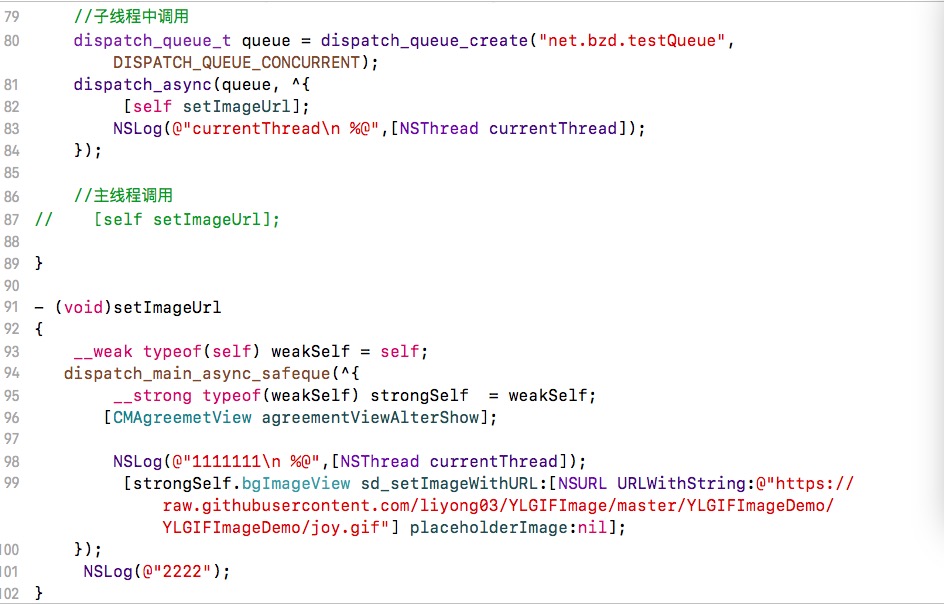 79 //子线程中调用
80 dispatch_queue_t queue = dispatch_queue_create("net.bzd.testQueue",
DISPATCH_QUEUE_CONCURRENT);
81 dispatch_async(queue, ^{
82 [self setImageUrl];
83 NSLog(@"currentThread\n %@",[NSThread currentThread]);
84 });
85
86 //主线程调用
87 // [self setImageUrl];
88
89 }
90
91 - (void)setImageUrl
92 {
93 __weak typeof(self) weakSelf = self;
94 dispatch_main_async_safeque(^{
95 __strong typeof(weakSelf) strongSelf  = weakSelf;
96 [CMAgreemetView agreementViewAlterShow];
97
98 NSLog(@"1111111\n %@",[NSThread currentThread]);
99 [strongSelf.bgImageView sd_setImageWithURL:[NSURL URLWithString:@"https://
raw.githubusercontent.com/liyong03/YLGIFImage/master/YLGIFImageDemo/
YLGIFImageDemo/joy.gif"] placeholderImage:nil];
100 });
101 NSLog(@"2222");
102 }